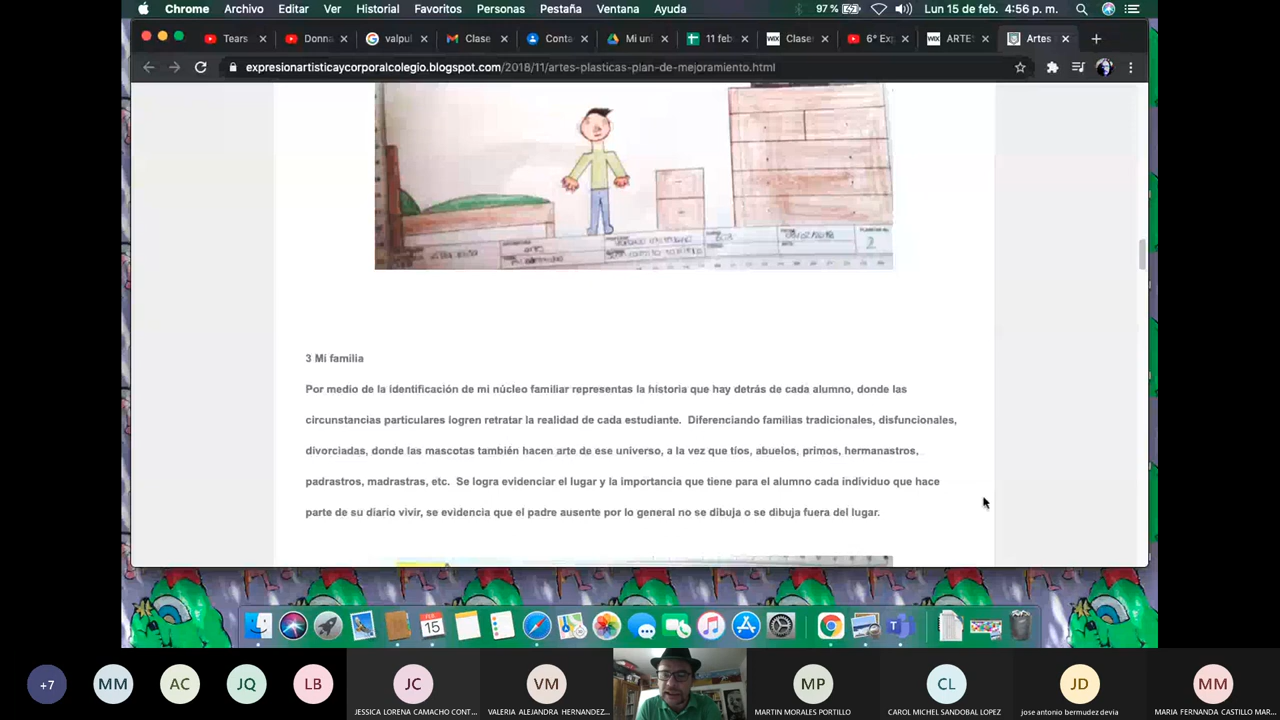 Chrome Archivo Editar Ver Historial Favoritos Personas Pestaña Ventana Ayuda 97 % Lun 15 de feb. 4:56 p. m.
Tears Donna valpul Clase Conta Mi uni 11 feb Clase 6º Exp ARTES Artes
expresionartisticaycorporalcolegio.blogspot.com/2018/11/artes-plasticas-plan-de-mejoramiento.html
2
3 Mi familia
Por medio de la identificación de mi núcleo familiar representas la historia que hay detrás de cada alumno, donde las
circunstancias particulares logren retratar la realidad de cada estudiante. Diferenciando familias tradicionales, disfuncionales,
divorciadas, donde las mascotas también hacen arte de ese universo, a la vez que tíos, abuelos, primos, hermanastros,
padrastros, madrastras, etc. Se logra evidenciar el lugar y la importancia que tiene para el alumno cada individuo que hace
parte de su diario vivir, se evidencia que el padre ausente por lo general no se dibuja o se dibuja fuera del lugar.
FEB
15
+7 MM AC JQ LB JC VM MP CL JD MM
JESSICA LORENA CAMACHO CONT... VALERIA ALEJANDRA HERNANDEZ... MARTIN MORALES PORTILLO CAROL MICHEL SANDOBAL LOPEZ jose antonio bermudez devia MARIA FERNANDA CASTILLO MAR...